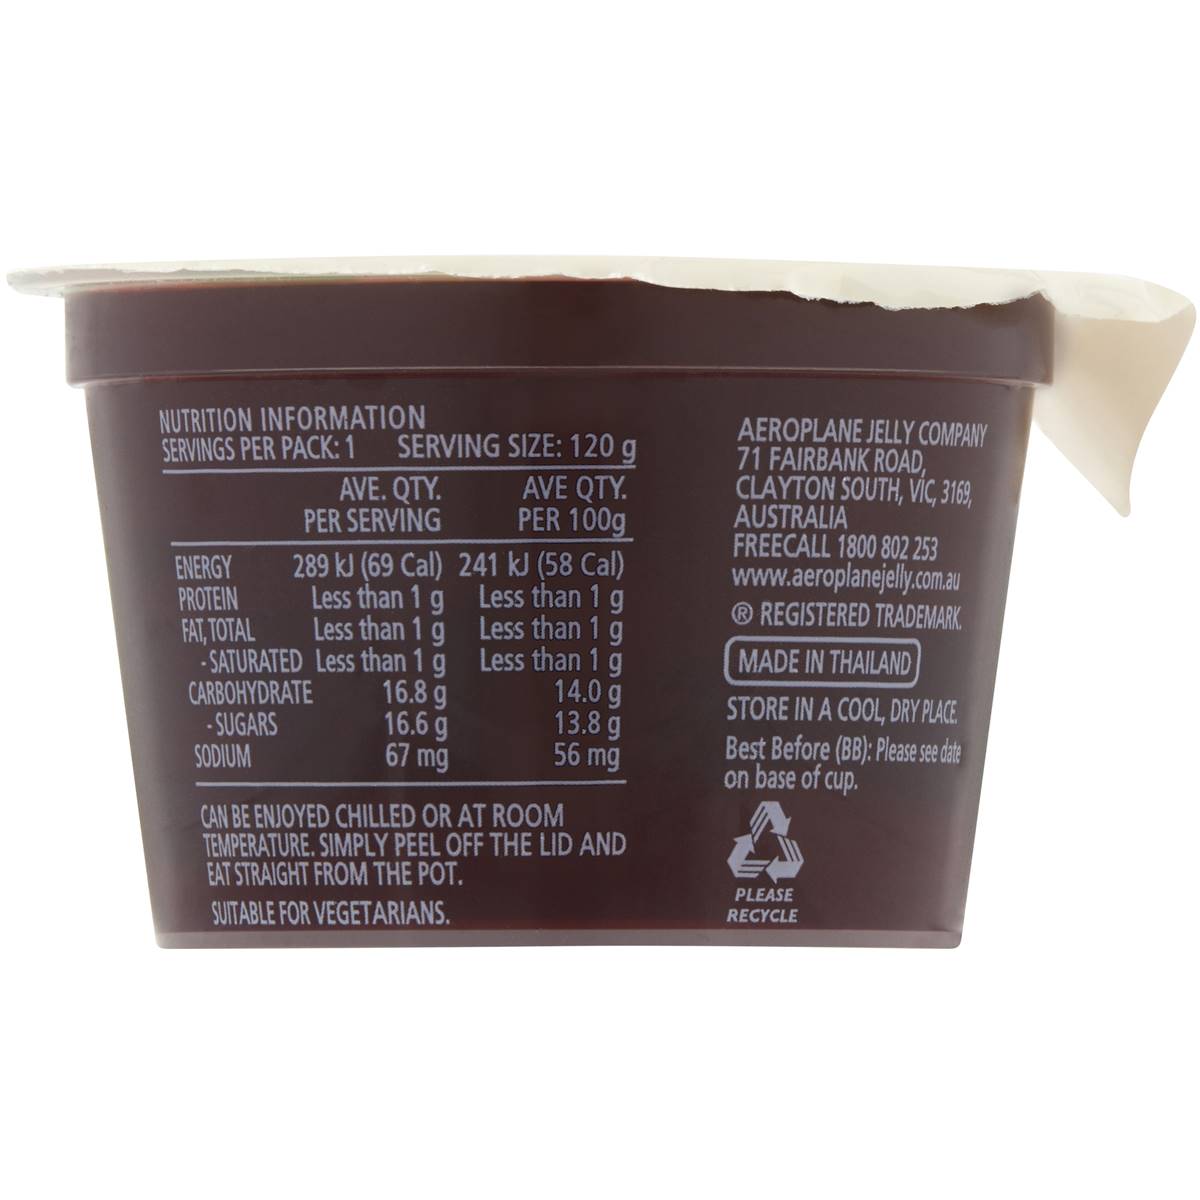 NUTRITION INFORMATION
SERVINGS PER PACK: 1 SERVING SIZE: 120 g
AVE. QTY. AVE QTY.
PER SERVING PER 100g
ENERGY 289 kJ (69 Cal) 241 kJ (58 Cal)
PROTEIN Less than 1 g Less than 1 g
FAT, TOTAL Less than 1 g Less than 1 g
- SATURATED Less than 1 g Less than 1 g
CARBOHYDRATE 16.8 g 14.0 g
- SUGARS 16.6 g 13.8 g
SODIUM 67 mg 56 mg
CAN BE ENJOYED CHILLED OR AT ROOM
TEMPERATURE. SIMPLY PEEL OFF THE LID AND
EAT STRAIGHT FROM THE POT.
SUITABLE FOR VEGETARIANS.
AEROPLANE JELLY COMPANY
71 FAIRBANK ROAD,
CLAYTON SOUTH, VIC, 3169,
AUSTRALIA
FREECALL 1800 802 253
www.aeroplanejelly.com.au
® REGISTERED TRADEMARK.
MADE IN THAILAND
STORE IN A COOL, DRY PLACE.
Best Before (BB): Please see date
on base of cup.
PLEASE
RECYCLE